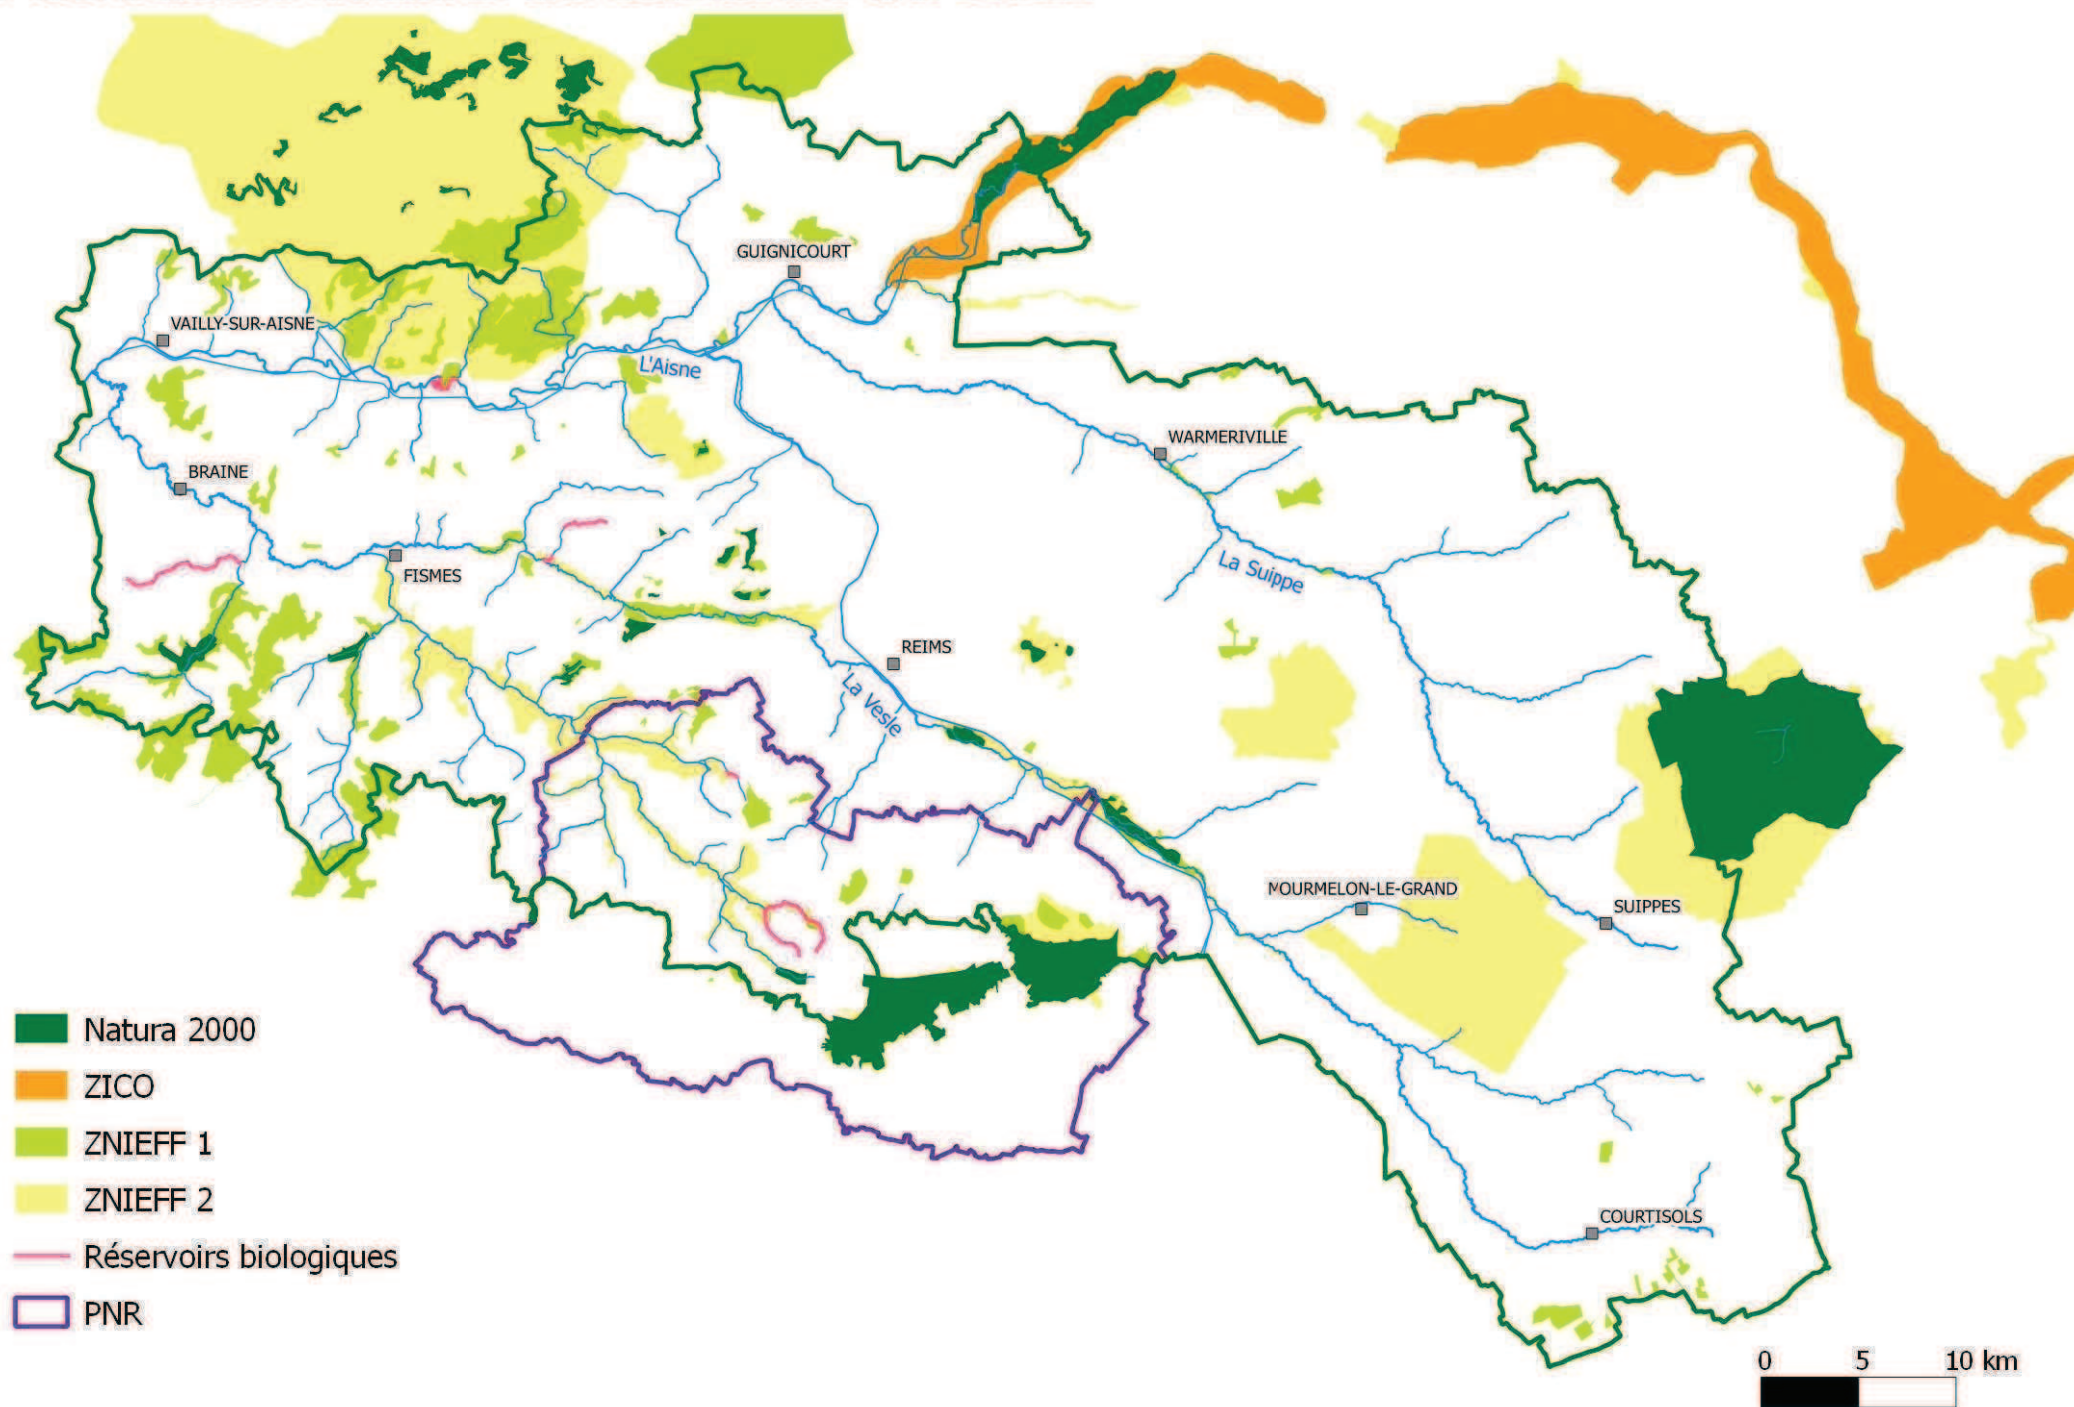 GUIGNICOURT
VAILLY-SUR-AISNE
L'Aisne
WARMERIVILLE
BRAINE
FISMES
La Suippe
REIMS
La Vesle
MOURMELON-LE-GRAND
SUIPPES
COURTISOLS
Natura 2000
ZICO
ZNIEFF 1
ZNIEFF 2
Réservoirs biologiques
PNR
0 5 10 km